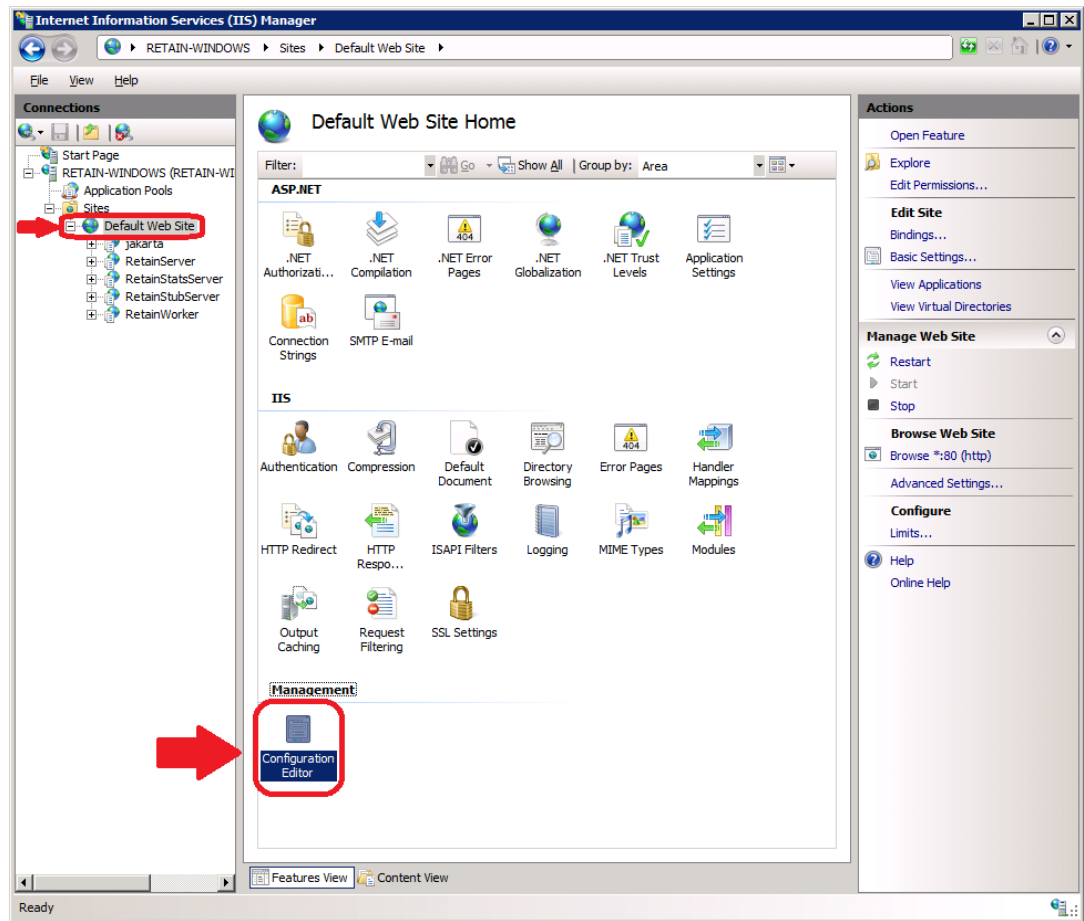 Internet Information Services (IIS) Manager
RETAIN-WINDOWS Sites Default Web Site
File View Help
Connections
Start Page
RETAIN-WINDOWS (RETAIN-WI
Application Pools
Sites
Default Web Site
jakarta
RetainServer
RetainStatsServer
RetainStubServer
RetainWorker
Default Web Site Home
Filter: Go Show All Group by: Area
ASP.NET
.NET Authorizati...
.NET Compilation
.NET Error Pages
.NET Globalization
.NET Trust Levels
Application Settings
Connection Strings
SMTP E-mail
IIS
Authentication
Compression
Default Document
Directory Browsing
Error Pages
Handler Mappings
HTTP Redirect
HTTP Respo...
ISAPI Filters
Logging
MIME Types
Modules
Output Caching
Request Filtering
SSL Settings
Management
Configuration Editor
Features View Content View
Actions
Open Feature
Explore
Edit Permissions...
Edit Site
Bindings...
Basic Settings...
View Applications
View Virtual Directories
Manage Web Site
Restart
Start
Stop
Browse Web Site
Browse *:80 (http)
Advanced Settings...
Configure
Limits...
Help
Online Help
Ready